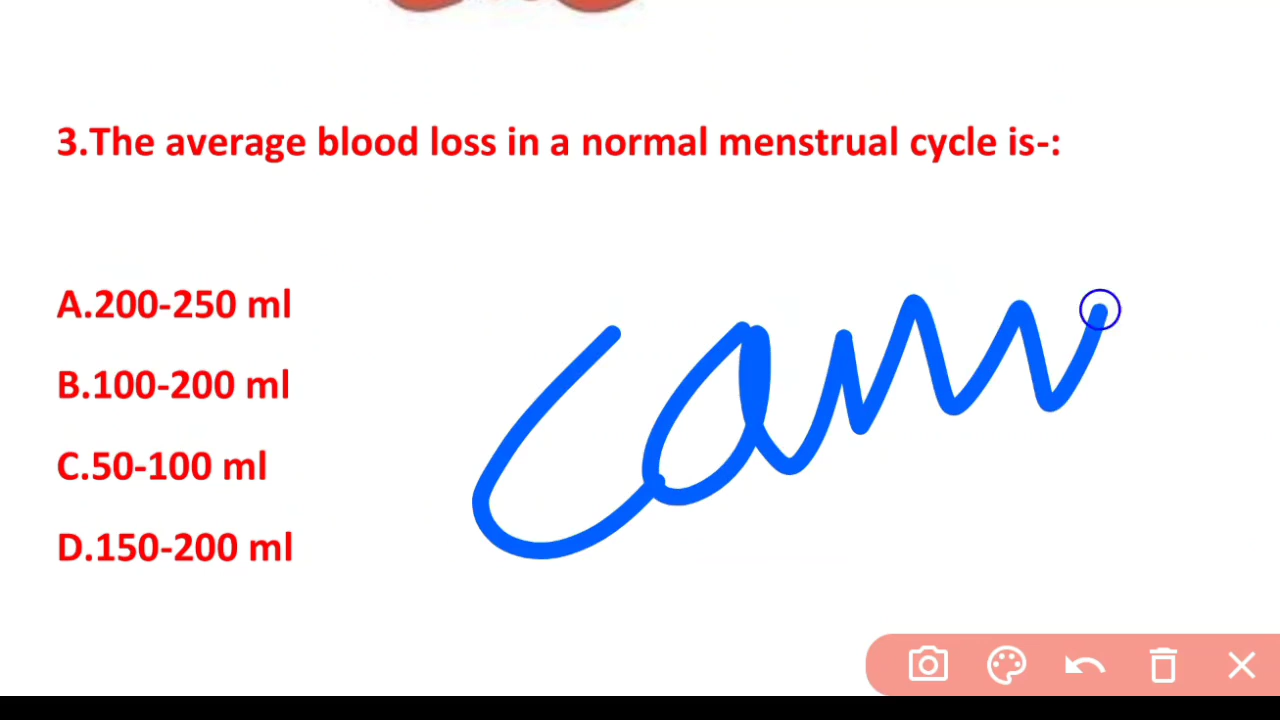 3.The average blood loss in a normal menstrual cycle is-:
A.200-250 ml
B.100-200 ml
C.50-100 ml
D.150-200 ml